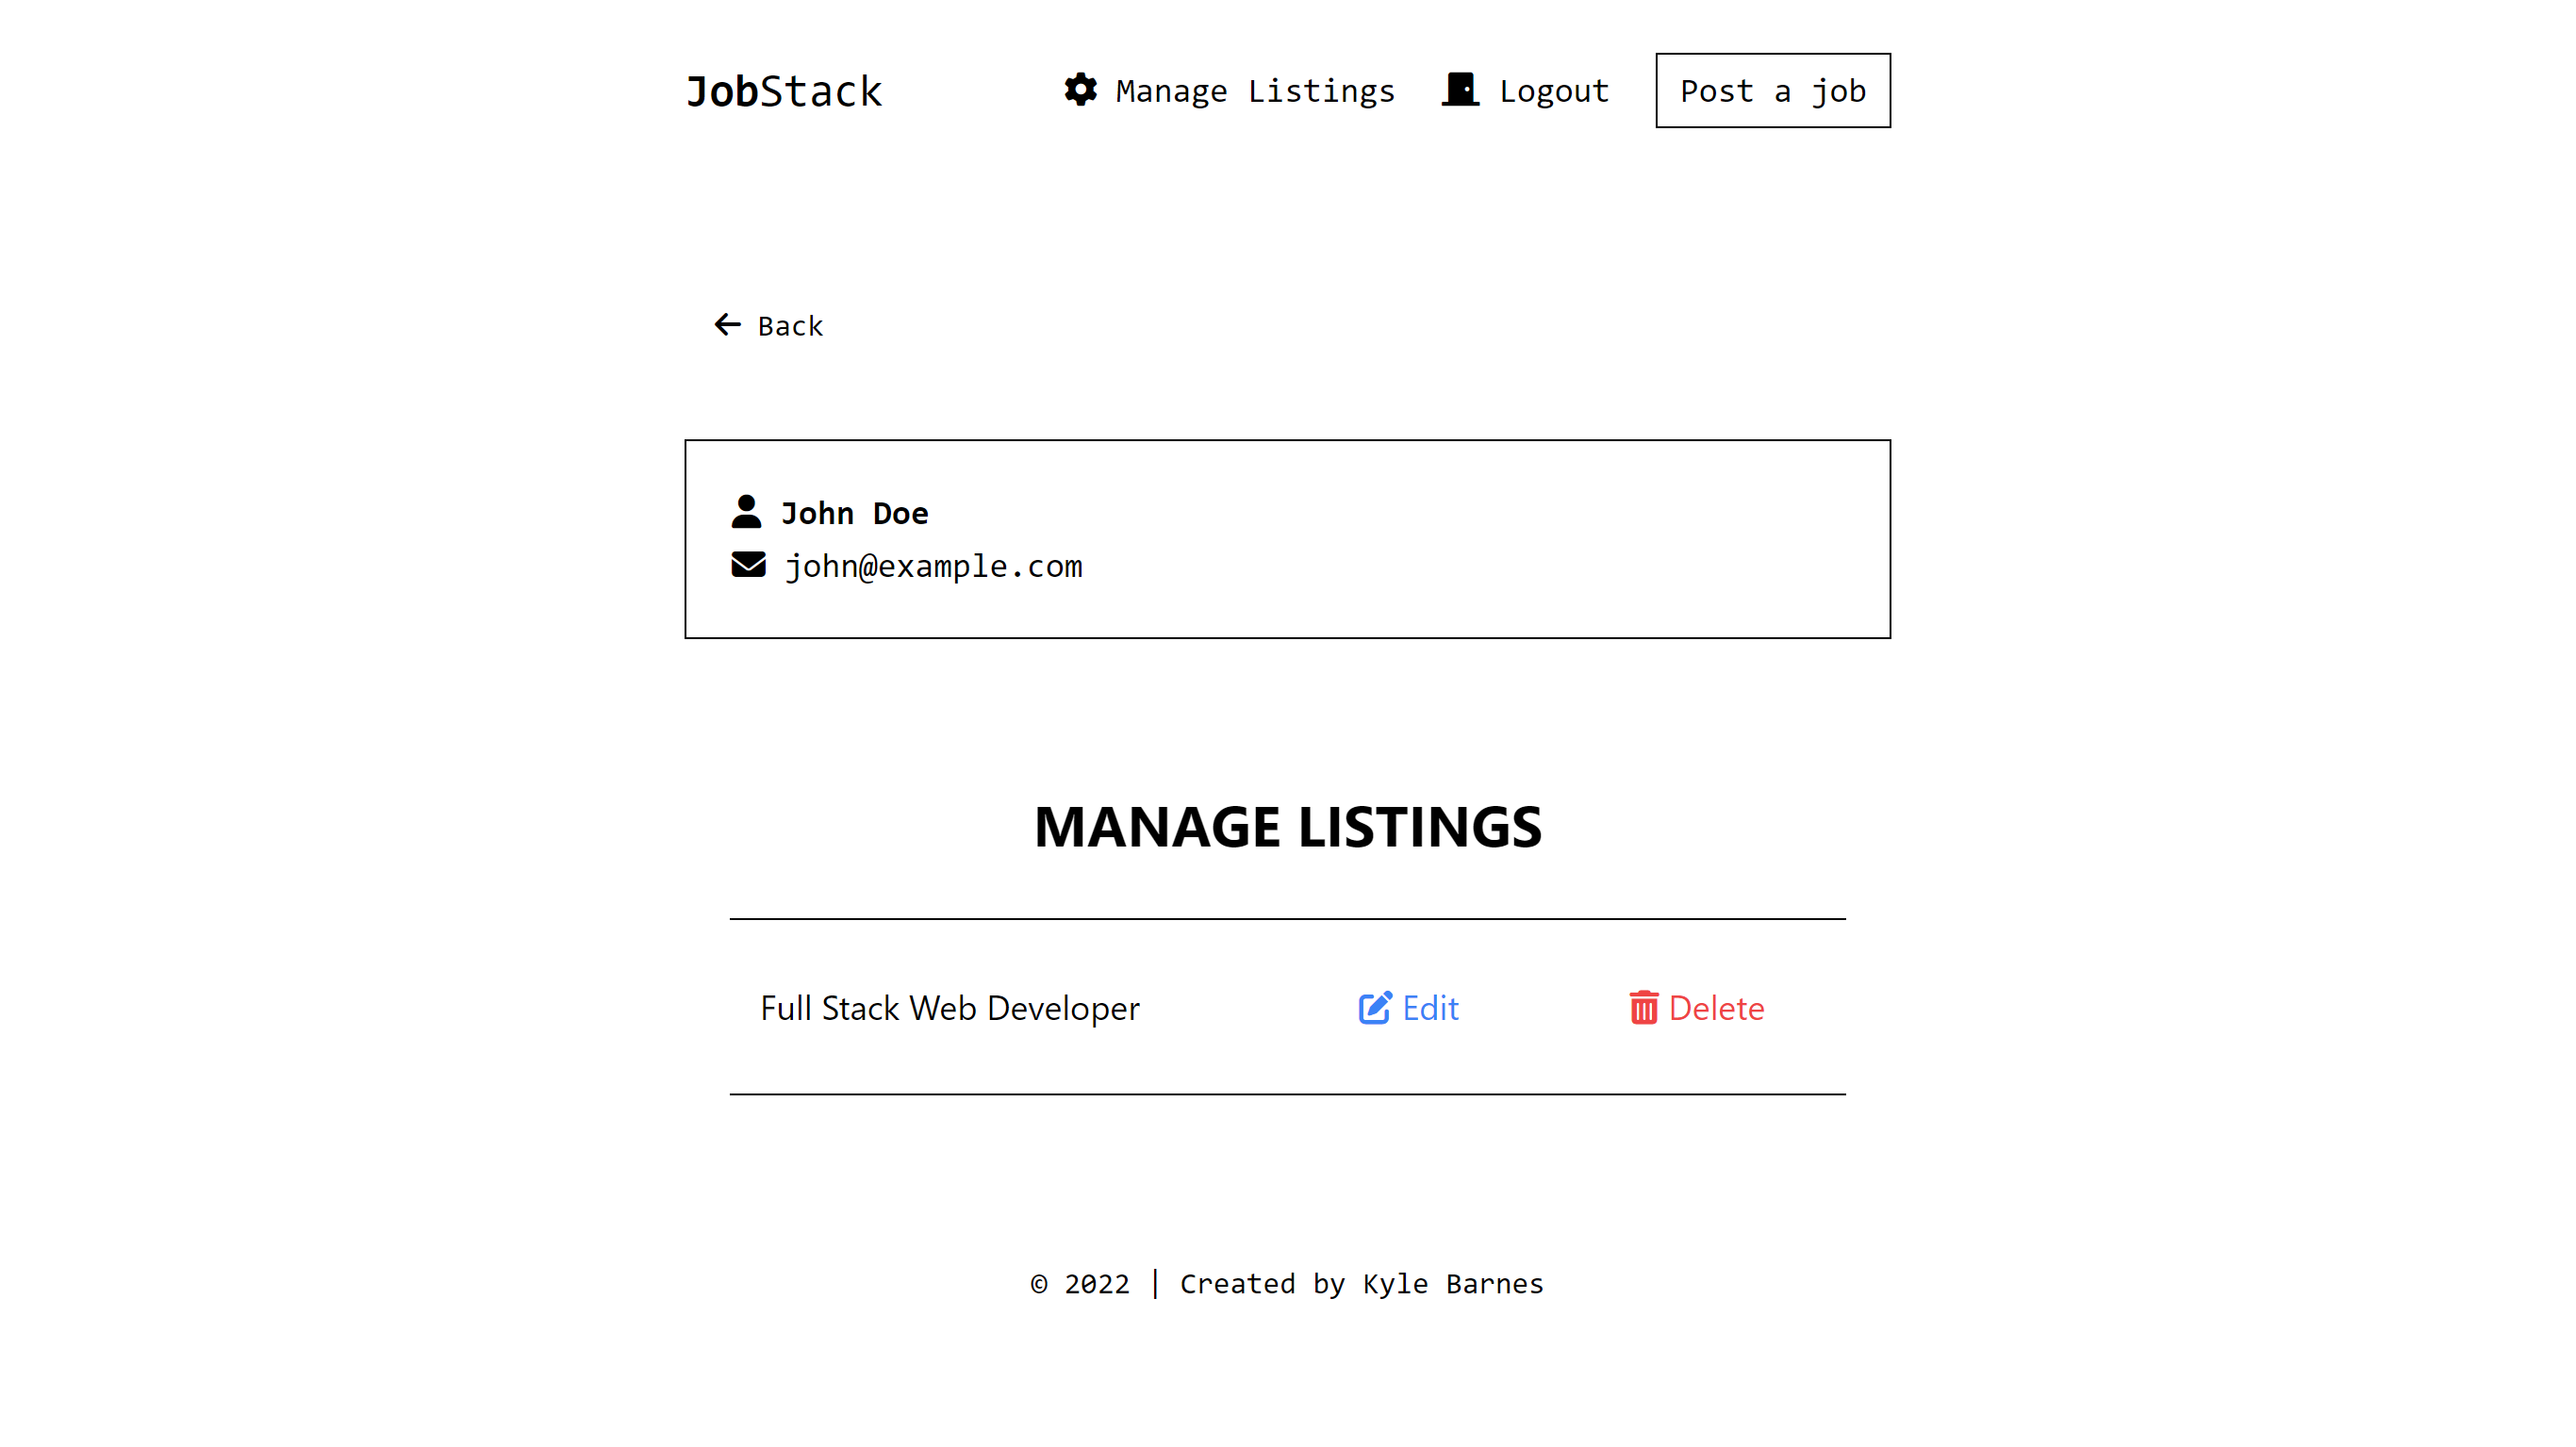 JobStack
Manage Listings
Logout
Post a job
Back
John Doe
john@example.com
MANAGE LISTINGS
Full Stack Web Developer
Edit
Delete
© 2022 | Created by Kyle Barnes